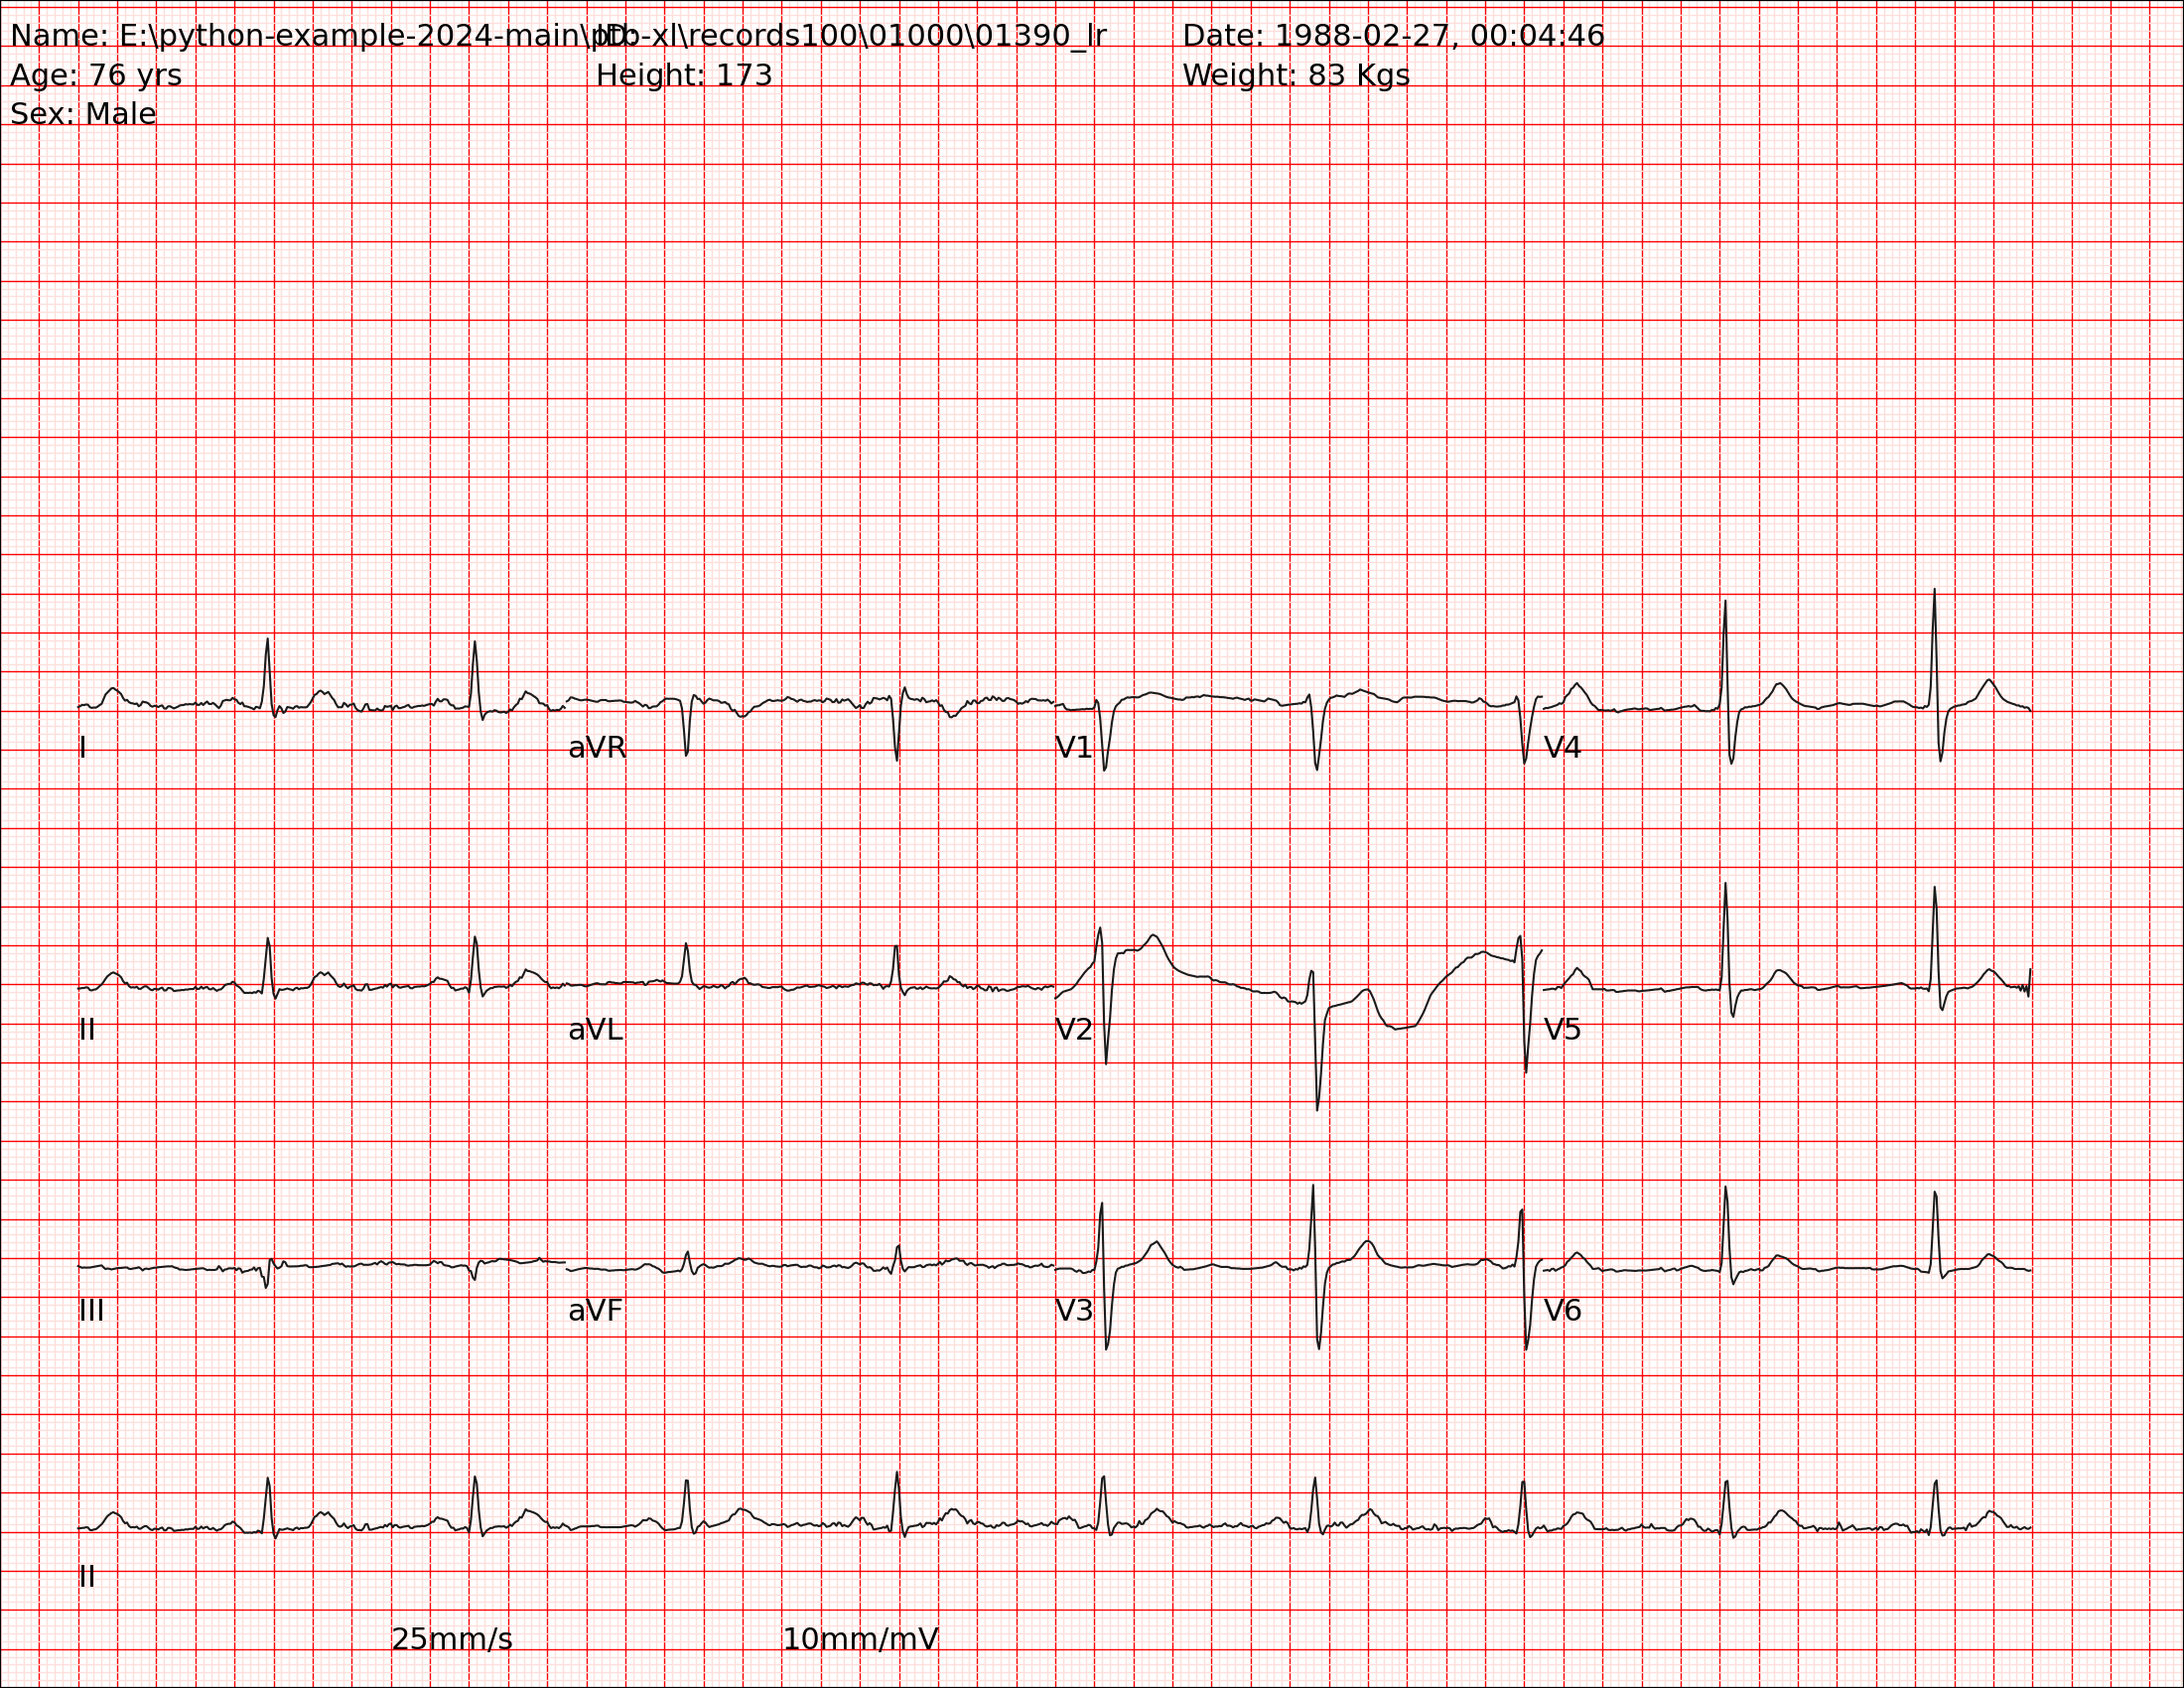 Name: E:\python-example-2024-main\ptb-xl\records100\01000\01390_lr ID: Date: 1988-02-27, 00:04:46
Age: 76 yrs Height: 173 Weight: 83 Kgs
Sex: Male
I aVR V1 V4
II aVL V2 V5
III aVF V3 V6
II
25mm/s 10mm/mV